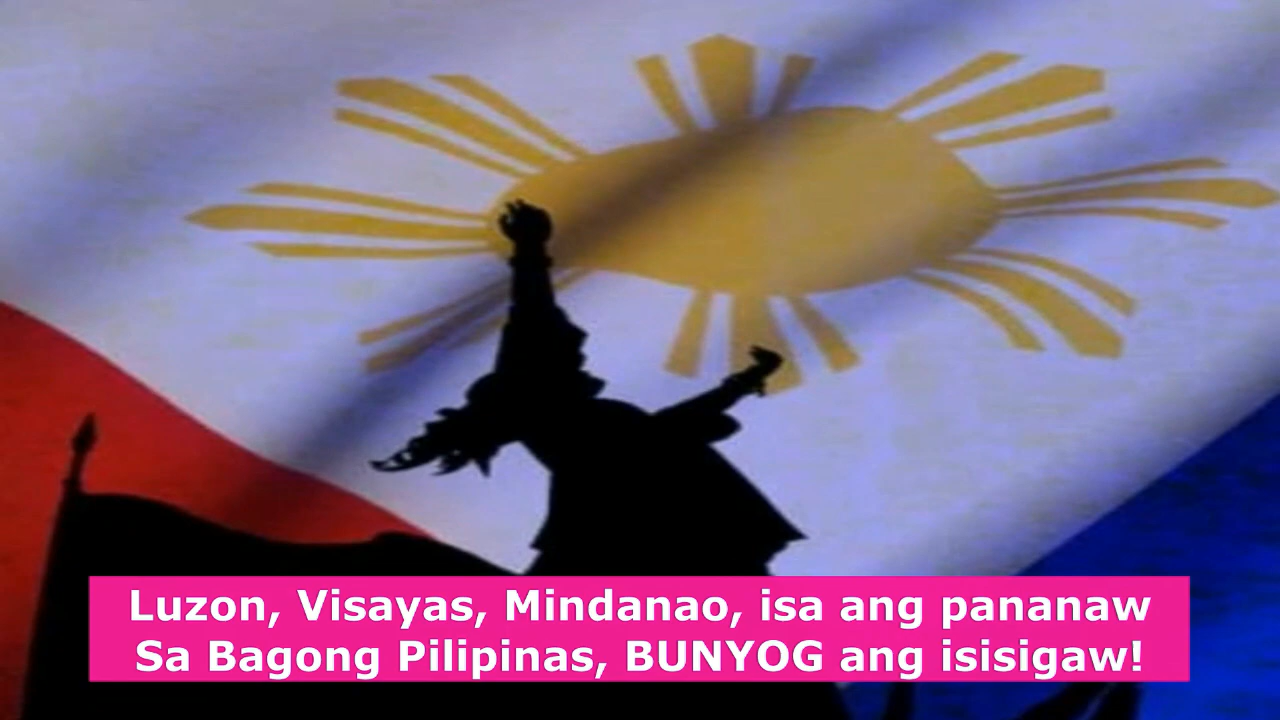 Luzon, Visayas, Mindanao, isa ang pananaw
Sa Bagong Pilipinas, BUNYOG ang isisigaw!